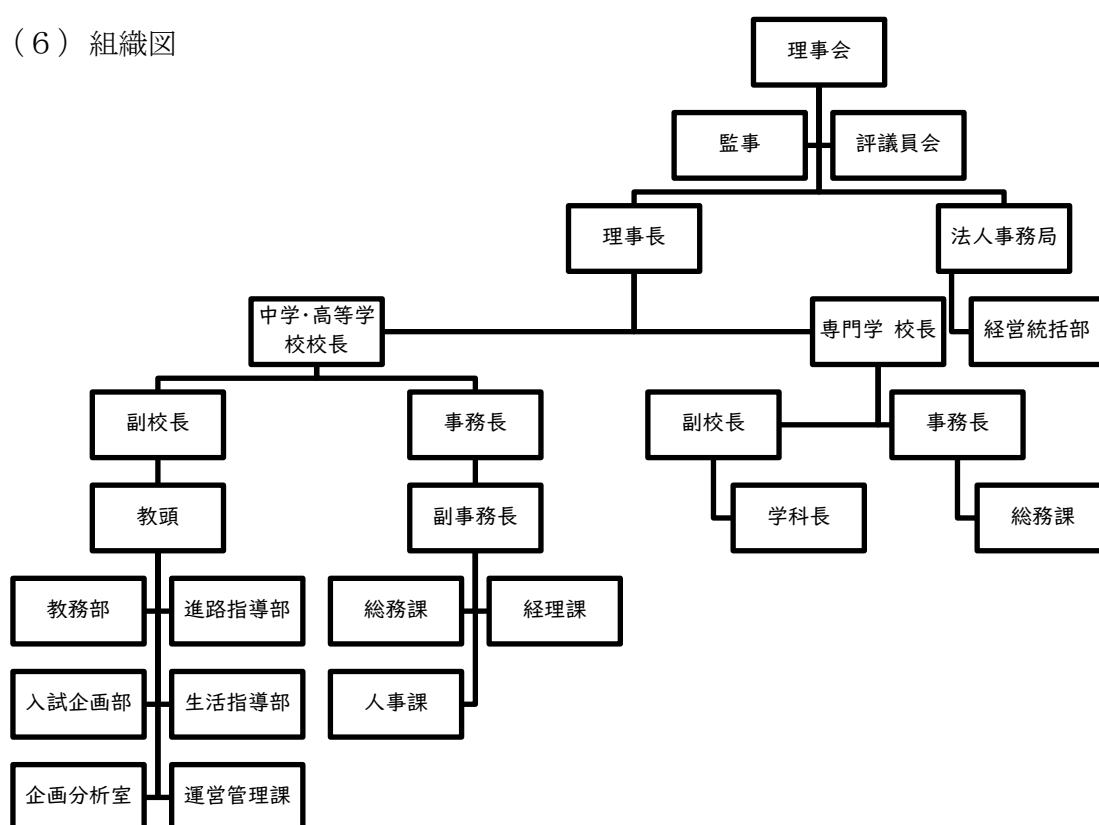 （６）組織図
理事会
監事
評議員会
理事長
法人事務局
中学・高等学
校校長
専門学 校長
経営統括部
副校長
事務長
副校長
事務長
教頭
副事務長
学科長
総務課
教務部
進路指導部
総務課
経理課
入試企画部
生活指導部
人事課
企画分析室
運営管理課